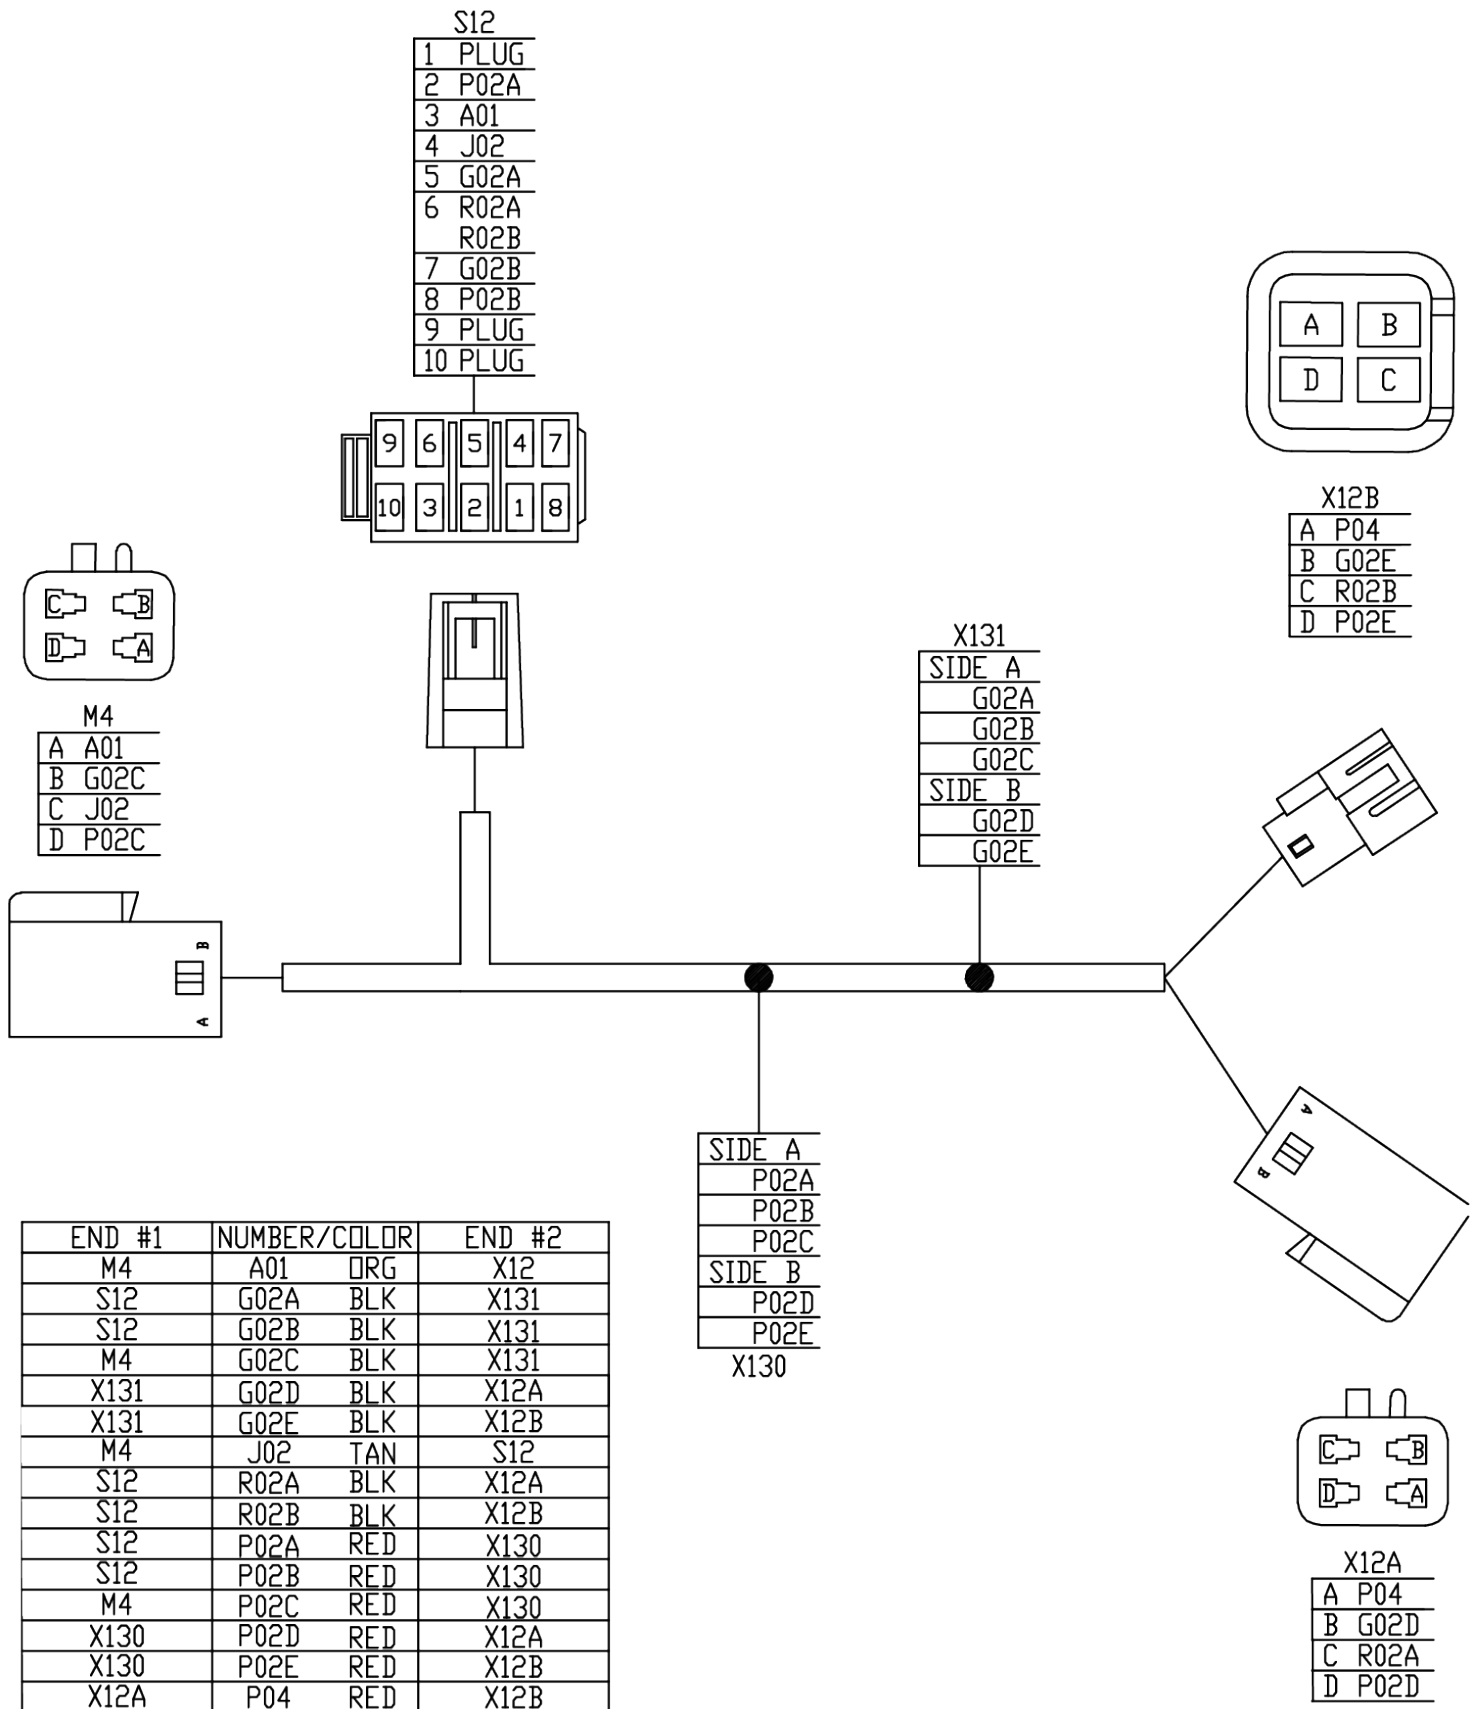 S12
1 PLUG
2 P02A
3 A01
4 J02
5 G02A
6 R02A
R02B
7 G02B
8 P02B
9 PLUG
10 PLUG
9 6 5 4 7
10 3 2 1 8
A B
D C
X12B
A P04
B G02E
C R02B
D P02E
C B
D A
M4
A A01
B G02C
C J02
D P02C
X131
SIDE A
G02A
G02B
G02C
SIDE B
G02D
G02E
B
A
A
B
SIDE A
P02A
P02B
P02C
SIDE B
P02D
P02E
X130
END #1 NUMBER/COLOR END #2
M4 A01 ORG X12
S12 G02A BLK X131
S12 G02B BLK X131
M4 G02C BLK X131
X131 G02D BLK X12A
X131 G02E BLK X12B
M4 J02 TAN S12
S12 R02A BLK X12A
S12 R02B BLK X12B
S12 P02A RED X130
S12 P02B RED X130
M4 P02C RED X130
X130 P02D RED X12A
X130 P02E RED X12B
X12A P04 RED X12B
C B
D A
X12A
A P04
B G02D
C R02A
D P02D